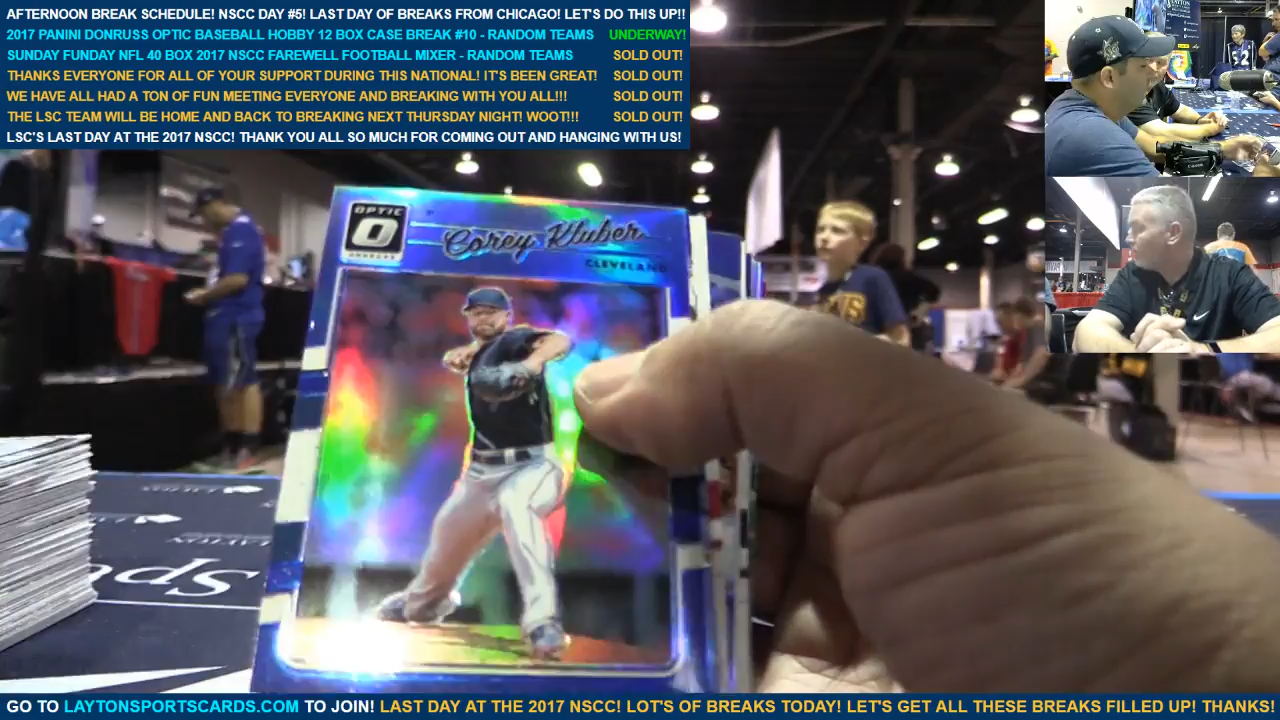 AFTERNOON BREAK SCHEDULE! NSCC DAY #5! LAST DAY OF BREAKS FROM CHICAGO! LET'S DO THIS UP!!
2017 PANINI DONRUSS OPTIC BASEBALL HOBBY 12 BOX CASE BREAK #10 - RANDOM TEAMS UNDERWAY!
SUNDAY FUNDAY NFL 40 BOX 2017 NSCC FAREWELL FOOTBALL MIXER - RANDOM TEAMS SOLD OUT!
THANKS EVERYONE FOR ALL OF YOUR SUPPORT DURING THIS NATIONAL! IT'S BEEN GREAT! SOLD OUT!
WE HAVE ALL HAD A TON OF FUN MEETING EVERYONE AND BREAKING WITH YOU ALL!!! SOLD OUT!
THE LSC TEAM WILL BE HOME AND BACK TO BREAKING NEXT THURSDAY NIGHT! WOOT!!! SOLD OUT!
LSC'S LAST DAY AT THE 2017 NSCC! THANK YOU ALL SO MUCH FOR COMING OUT AND HANGING WITH US!
OPTIC
Corey Kluber
CLEVELAND
GO TO LAYTONSPORTSCARDS.COM TO JOIN! LAST DAY AT THE 2017 NSCC! LOT'S OF BREAKS TODAY! LET'S GET ALL THESE BREAKS FILLED UP! THANKS!